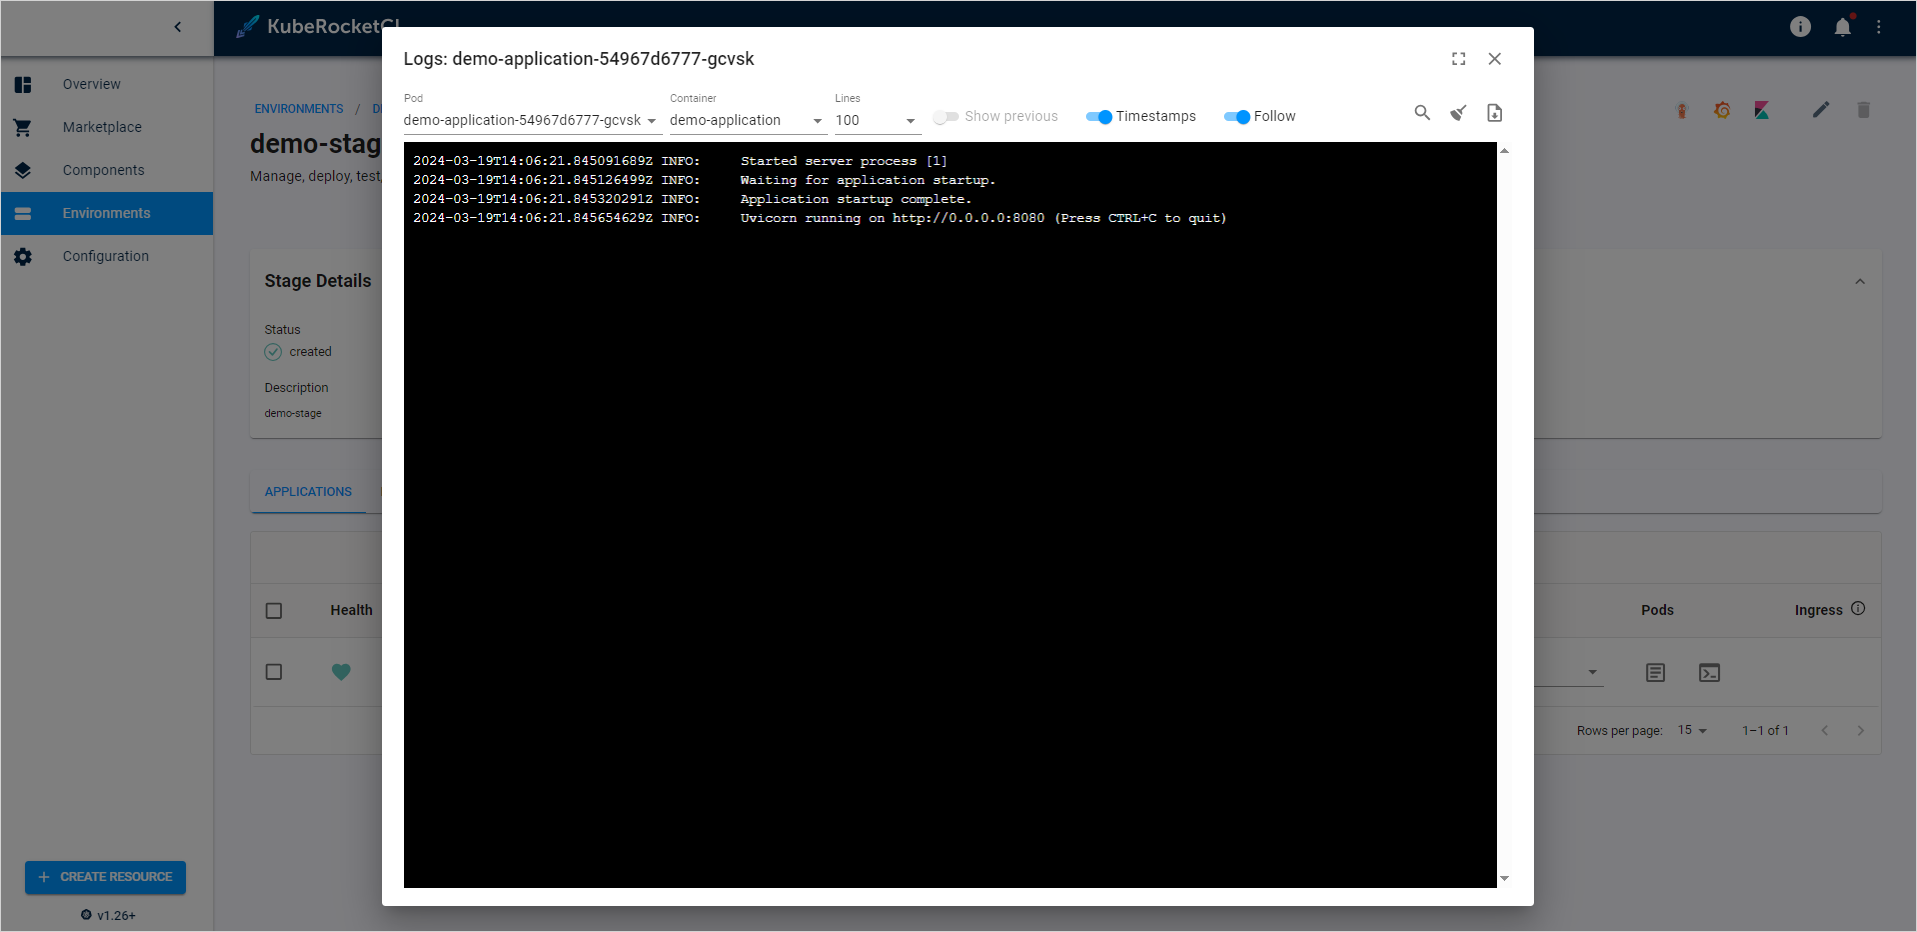 KubeRocketCI
Overview
Marketplace
Components
Environments
Configuration
+ CREATE RESOURCE
v1.26+
ENVIRONMENTS / D
demo-stag
Manage, deploy, test,
Stage Details
Status
created
Description
demo-stage
APPLICATIONS
Health
Pods
Ingress
Rows per page: 15
1–1 of 1
Logs: demo-application-54967d6777-gcvsk
Pod
demo-application-54967d6777-gcvsk
Container
demo-application
Lines
100
Show previous
Timestamps
Follow
2024-03-19T14:06:21.845091689Z INFO: Started server process [1]
2024-03-19T14:06:21.845126499Z INFO: Waiting for application startup.
2024-03-19T14:06:21.845320291Z INFO: Application startup complete.
2024-03-19T14:06:21.845654629Z INFO: Uvicorn running on http://0.0.0.0:8080 (Press CTRL+C to quit)